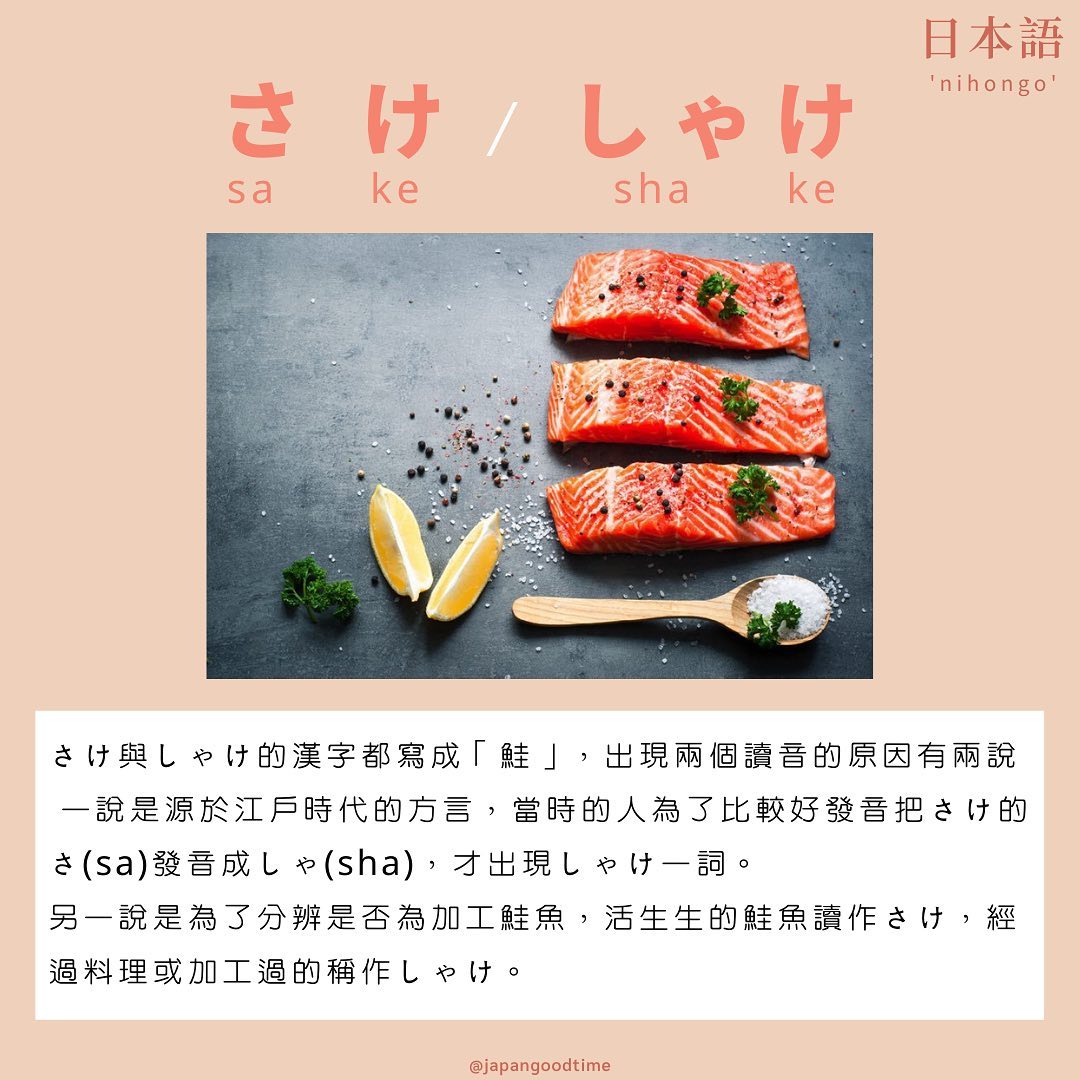 日本語
'nihongo'
さけ / しゃけ
sa ke sha ke
さけ與しゃけ的漢字都寫成「鮭」，出現兩個讀音的原因有兩說
一說是源於江戶時代的方言，當時的人為了比較好發音把さけ的
さ(sa)發音成しゃ(sha)，才出現しゃけ一詞。
另一說是為了分辨是否為加工鮭魚，活生生的鮭魚讀作さけ，經
過料理或加工過的稱作しゃけ。
@japangoodtime